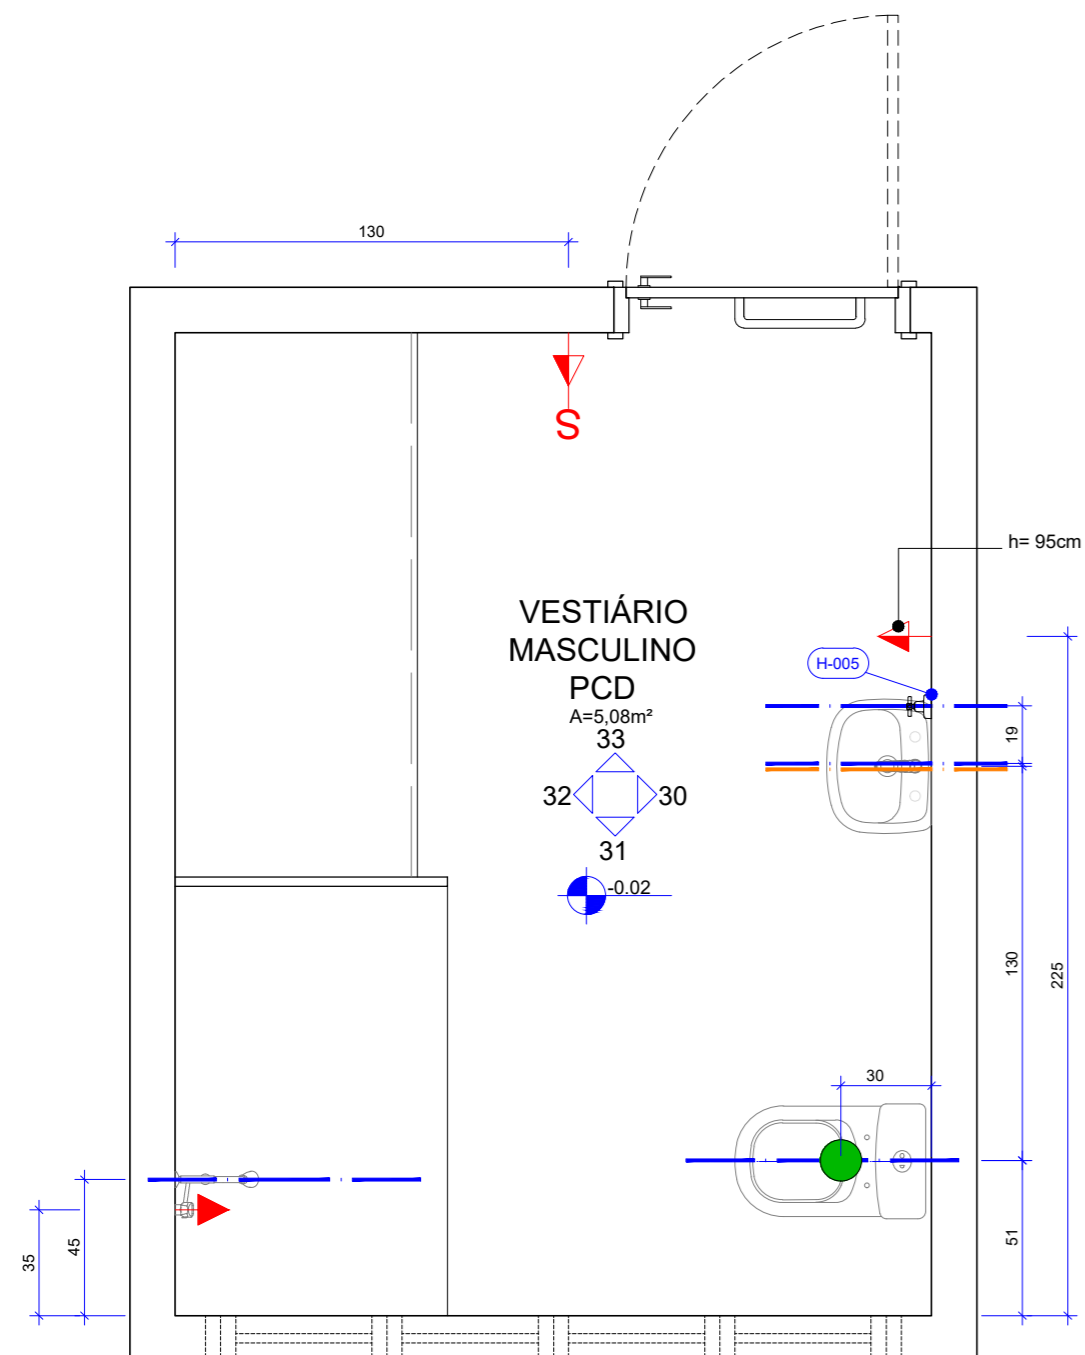 130
S
h= 95cm
VESTIÁRIO
MASCULINO
PCD
A=5,08m²
H-005
33
32
30
31
-0.02
19
130
225
30
51
45
35